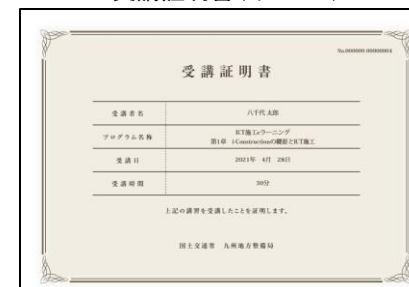 No.000000-00000004
受講証明書
受講者名 八千代 太郎
プログラム名称 ICT施工eラーニング
第1章 i-Constructionの概要とICT施工
受講日 2021年 4月 28日
受講時間 30分
上記の講習を受講したことを証明します。
国土交通省 九州地方整備局